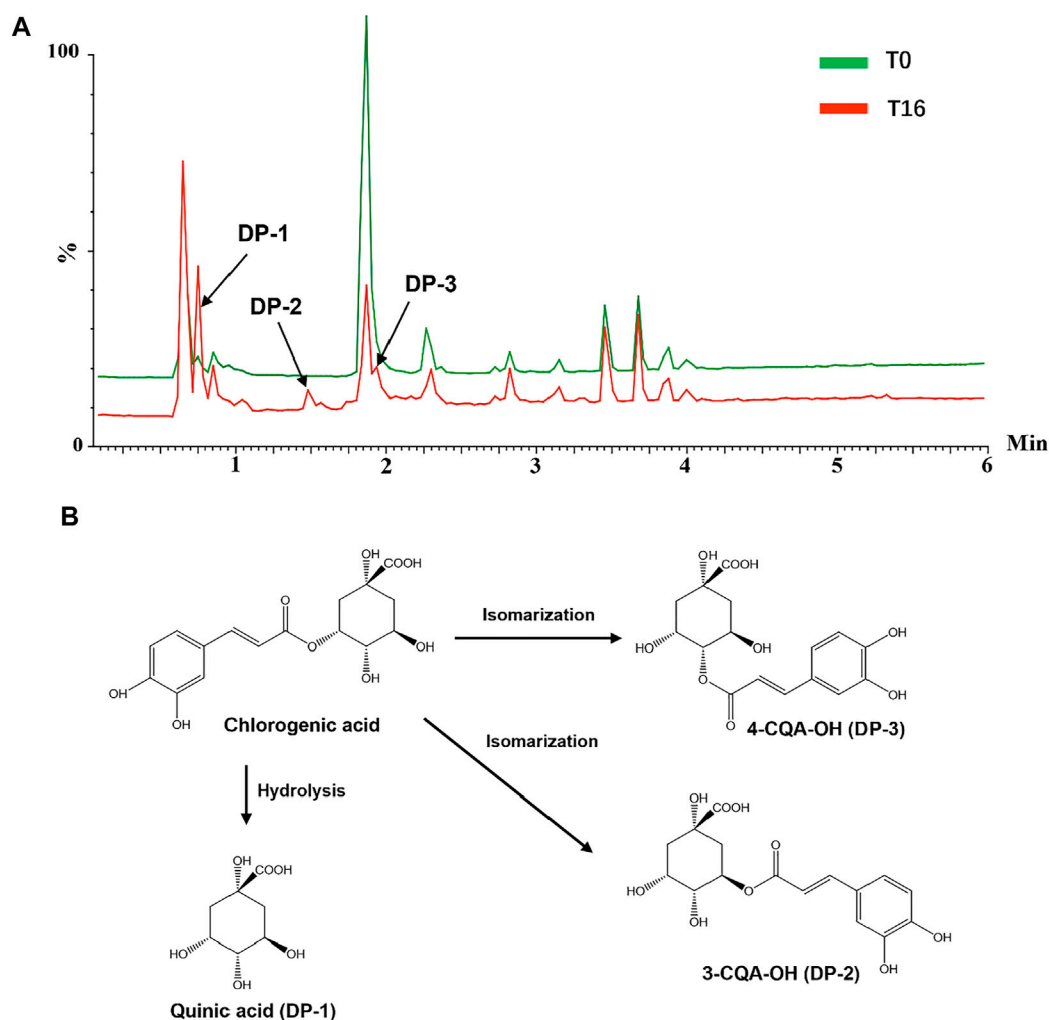 A
100
%
0
T0
T16
DP-1
DP-2
DP-3
1
2
3
4
5
6
Min
B
OH
COOH
O
O
OH
OH
OH
OH
Chlorogenic acid
Isomarization
OH
COOH
HO
OH
O
O
OH
OH
4-CQA-OH (DP-3)
Isomarization
Hydrolysis
OH
COOH
HO
OH
OH
Quinic acid (DP-1)
OH
COOH
O
HO
O
OH
OH
OH
3-CQA-OH (DP-2)